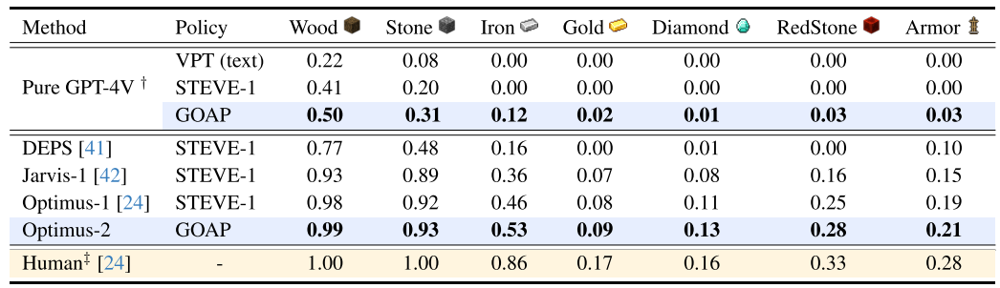 Method Policy Wood Stone Iron Gold Diamond RedStone Armor
VPT (text) 0.22 0.08 0.00 0.00 0.00 0.00 0.00
Pure GPT-4V † STEVE-1 0.41 0.20 0.00 0.00 0.00 0.00 0.00
GOAP 0.50 0.31 0.12 0.02 0.01 0.03 0.03
DEPS [41] STEVE-1 0.77 0.48 0.16 0.00 0.01 0.00 0.10
Jarvis-1 [42] STEVE-1 0.93 0.89 0.36 0.07 0.08 0.16 0.15
Optimus-1 [24] STEVE-1 0.98 0.92 0.46 0.08 0.11 0.25 0.19
Optimus-2 GOAP 0.99 0.93 0.53 0.09 0.13 0.28 0.21
Human‡ [24] - 1.00 1.00 0.86 0.17 0.16 0.33 0.28